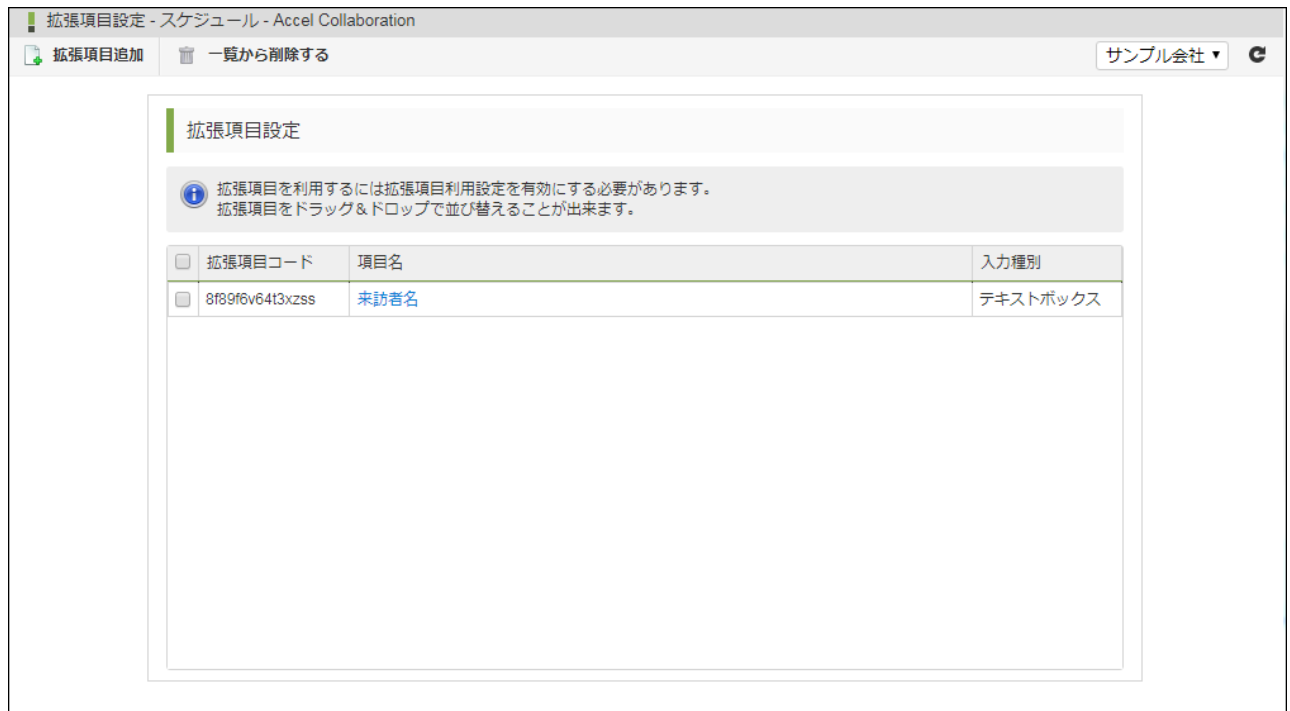 拡張項目設定 - スケジュール - Accel Collaboration
拡張項目追加 一覧から削除する サンプル会社
拡張項目設定
拡張項目を利用するには拡張項目利用設定を有効にする必要があります。
拡張項目をドラッグ＆ドロップで並び替えることが出来ます。
拡張項目コード 項目名 入力種別
8f89f6v64t3xzss 来訪者名 テキストボックス